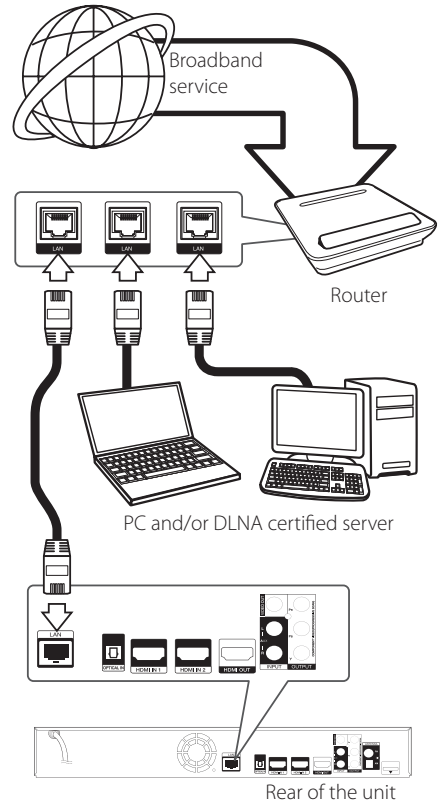 Broadband
service
LAN
LAN
LAN
Router
PC and/or DLNA certified server
LAN
OPTICAL IN
HDMI IN 1
HDMI IN 2
HDMI OUT
INPUT
OUTPUT
LAN
Rear of the unit